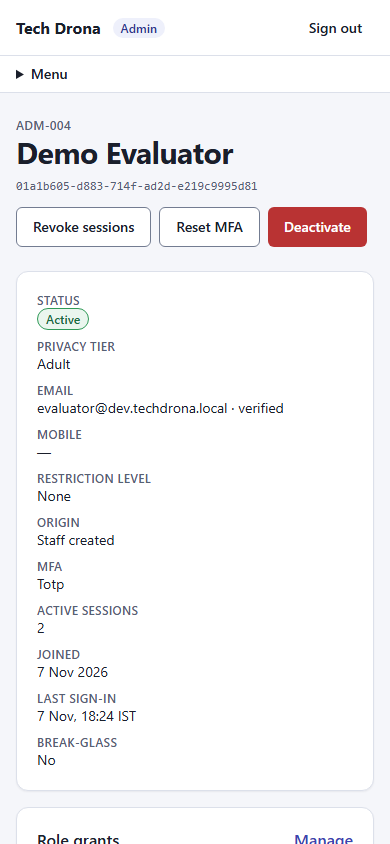 Tech Drona Admin Sign out
▶ Menu
ADM-004
Demo Evaluator
01a1b605-d883-714f-ad2d-e219c9995d81
Revoke sessions Reset MFA Deactivate
STATUS
Active
PRIVACY TIER
Adult
EMAIL
evaluator@dev.techdrona.local · verified
MOBILE
—
RESTRICTION LEVEL
None
ORIGIN
Staff created
MFA
Totp
ACTIVE SESSIONS
2
JOINED
7 Nov 2026
LAST SIGN-IN
7 Nov, 18:24 IST
BREAK-GLASS
No
Role grants Manage